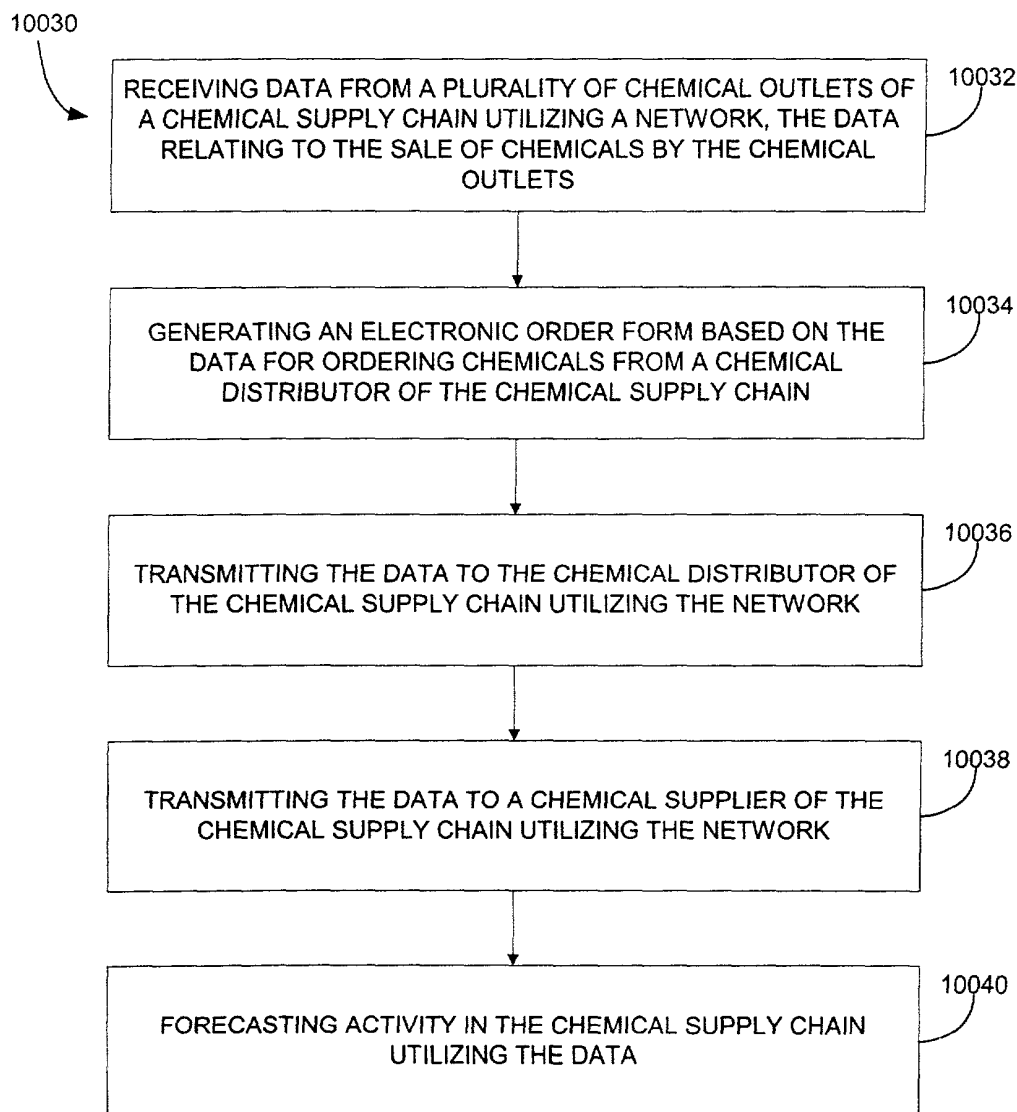 10030
RECEIVING DATA FROM A PLURALITY OF CHEMICAL OUTLETS OF
A CHEMICAL SUPPLY CHAIN UTILIZING A NETWORK, THE DATA
RELATING TO THE SALE OF CHEMICALS BY THE CHEMICAL
OUTLETS
10032
GENERATING AN ELECTRONIC ORDER FORM BASED ON THE
DATA FOR ORDERING CHEMICALS FROM A CHEMICAL
DISTRIBUTOR OF THE CHEMICAL SUPPLY CHAIN
10034
TRANSMITTING THE DATA TO THE CHEMICAL DISTRIBUTOR OF
THE CHEMICAL SUPPLY CHAIN UTILIZING THE NETWORK
10036
TRANSMITTING THE DATA TO A CHEMICAL SUPPLIER OF THE
CHEMICAL SUPPLY CHAIN UTILIZING THE NETWORK
10038
FORECASTING ACTIVITY IN THE CHEMICAL SUPPLY CHAIN
UTILIZING THE DATA
10040